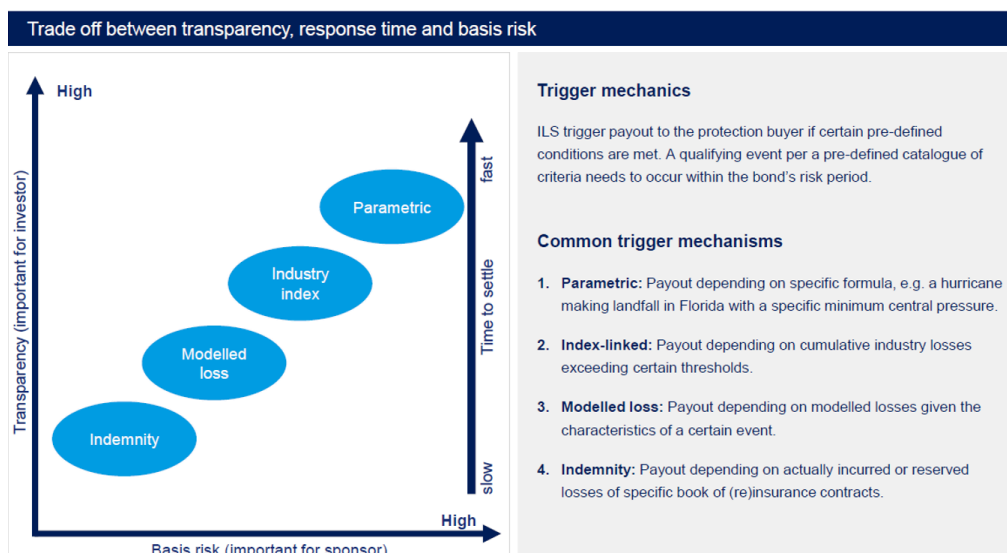 Trade off between transparency, response time and basis risk
High
Transparency (important for investor)
Parametric
Industry
index
Modelled
loss
Indemnity
fast
Time to settle
slow
High
Basis risk (important for sponsor)
Trigger mechanics
ILS trigger payout to the protection buyer if certain pre-defined
conditions are met. A qualifying event per a pre-defined catalogue of
criteria needs to occur within the bond's risk period.
Common trigger mechanisms
1. Parametric: Payout depending on specific formula, e.g. a hurricane
making landfall in Florida with a specific minimum central pressure.
2. Index-linked: Payout depending on cumulative industry losses
exceeding certain thresholds.
3. Modelled loss: Payout depending on modelled losses given the
characteristics of a certain event.
4. Indemnity: Payout depending on actually incurred or reserved
losses of specific book of (re)insurance contracts.